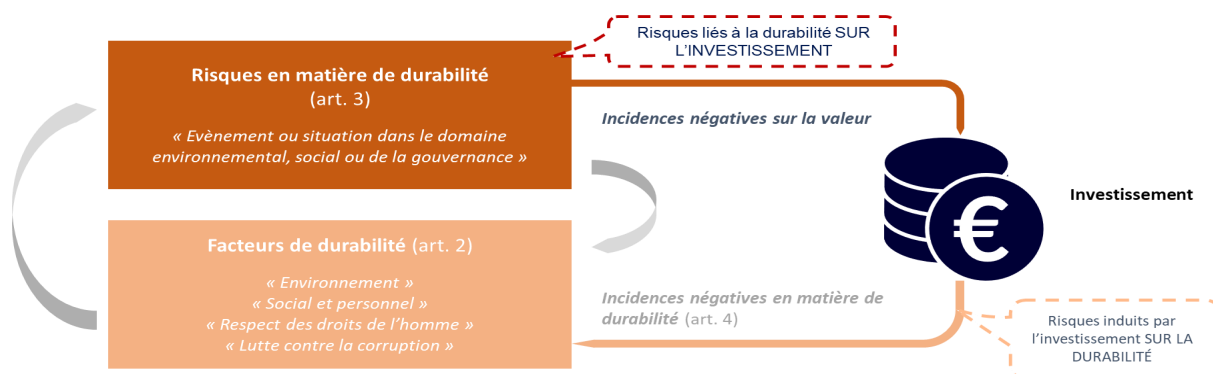 Risques liés à la durabilité SUR
L'INVESTISSEMENT
Risques en matière de durabilité
(art. 3)
« Evènement ou situation dans le domaine
environnemental, social ou de la gouvernance »
Incidences négatives sur la valeur
€
Investissement
Facteurs de durabilité (art. 2)
« Environnement »
« Social et personnel »
« Respect des droits de l'homme »
« Lutte contre la corruption »
Incidences négatives en matière de
durabilité (art. 4)
Risques induits par
l'investissement SUR LA
DURABILITÉ